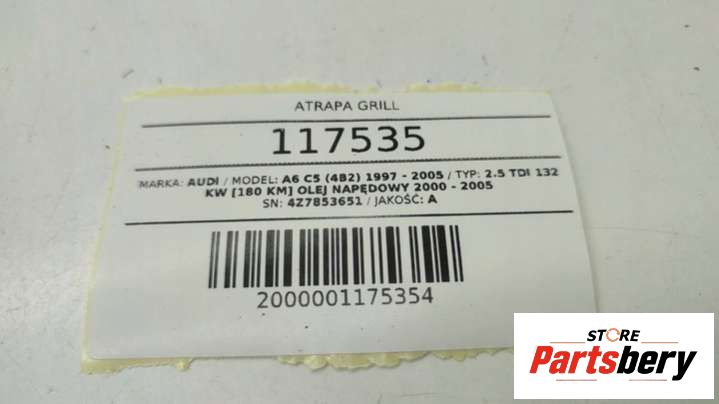 ATRAPA GRILL
117535
MARKA: AUDI / MODEL: A6 C5 (4B2) 1997 - 2005 / TYP: 2.5 TDI 132
KW [180 KM] OLEJ NAPĘDOWY 2000 - 2005
SN: 4Z7853651 / JAKOŚĆ: A
2000001175354
STORE
Partsbery